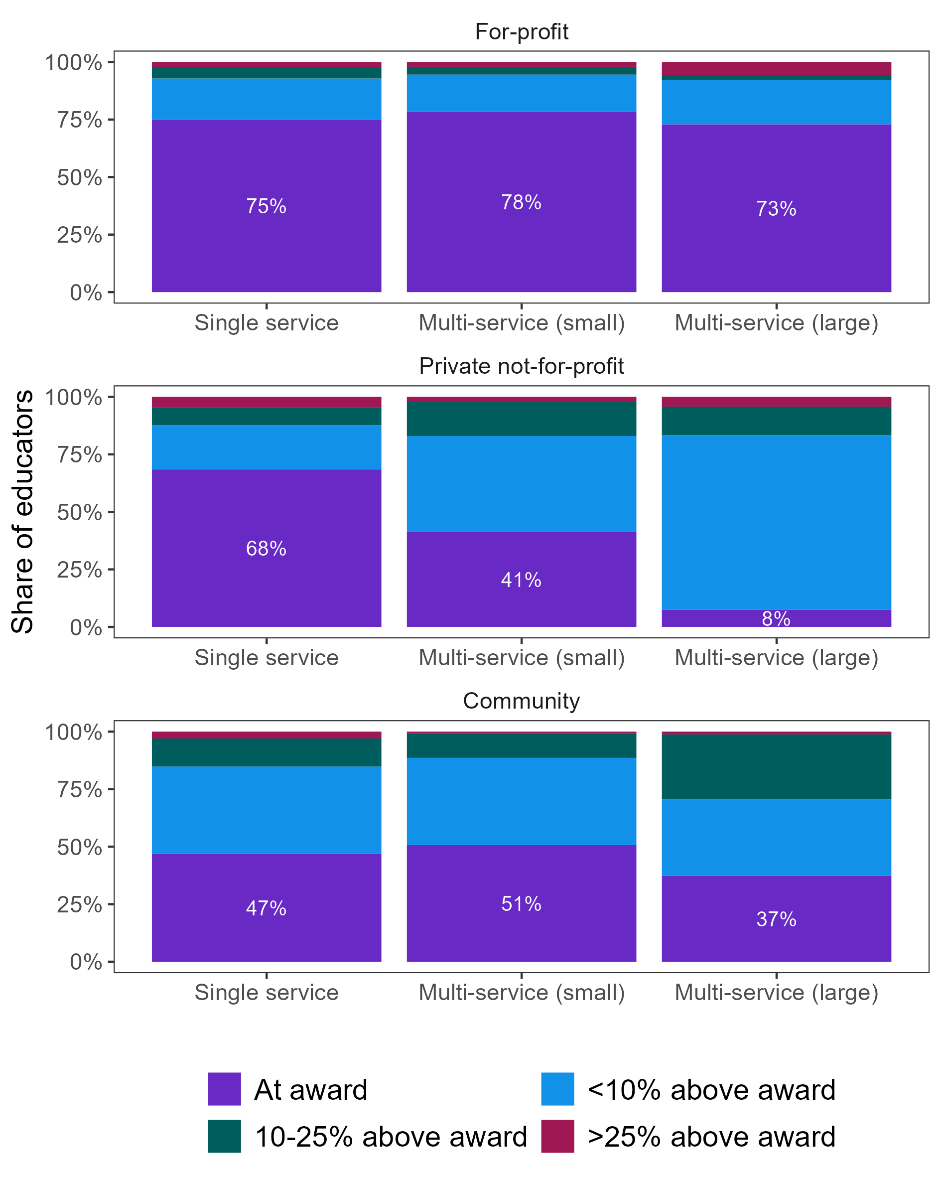 For-profit
100%
75%
50%
25%
0%
75%
78%
73%
Single service
Multi-service (small)
Multi-service (large)
Share of educators
Private not-for-profit
100%
75%
50%
25%
0%
68%
41%
8%
Single service
Multi-service (small)
Multi-service (large)
Community
100%
75%
50%
25%
0%
47%
51%
37%
Single service
Multi-service (small)
Multi-service (large)
At award
<10% above award
10-25% above award
>25% above award